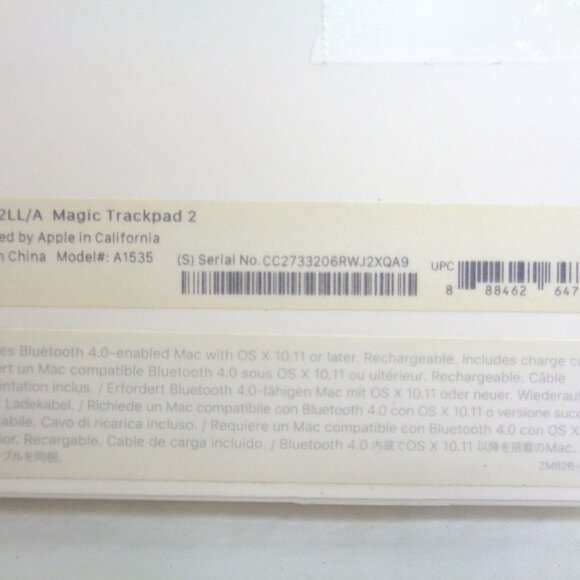 2LL/A Magic Trackpad 2
ed by Apple in California
n China Model#: A1535
(S) Serial No.CC2733206RWJ2XQA9
UPC
8 88462 647
es Bluetooth 4.0–enabled Mac with OS X 10.11 or later. Rechargeable. Includes charge ca
ert un Mac compatible Bluetooth 4.0 sous OS X 10.11 ou ultérieur. Rechargeable. Câble
entation inclus. / Erfordert Bluetooth 4.0-fähigen Mac mit OS X 10.11 oder neuer. Wiederauf
Ladekabel. / Richiede un Mac compatibile con Bluetooth 4.0 con OS X 10.11 o versione succ
abile. Cavo di ricarica incluso. / Requiere un Mac compatible con Bluetooth 4.0 con OS X
ior. Recargable. Cable de carga incluido. / Bluetooth 4.0 内蔵で OS X 10.11 以降を搭載のMac.
ーブルを同梱。
ZM826-